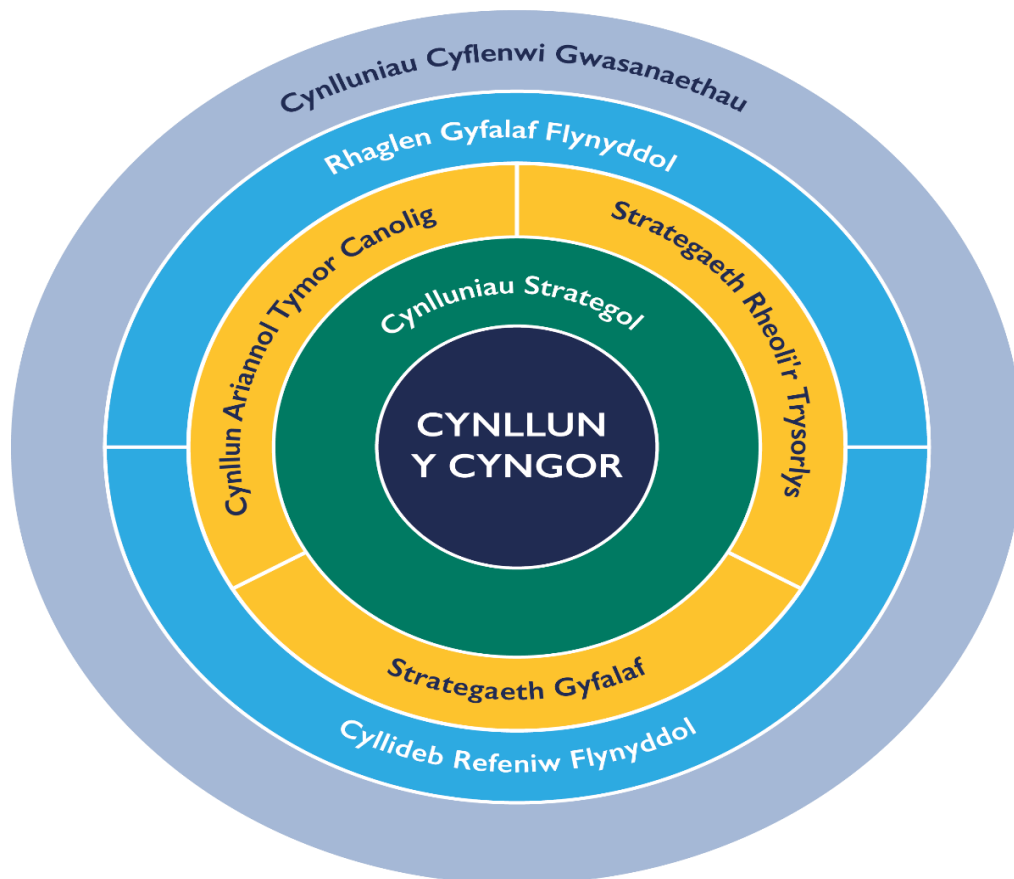 Cynlluniau Cyflenwi Gwasanaethau
Rhaglen Gyfalaf Flynyddol
Cynllun Ariannol Tymor Canolig
Strategaeth Rheoli'r Trysorlys
Cynlluniau Strategol
CYNLLUN
Y CYNGOR
Strategaeth Gyfalaf
Cyllideb Refeniw Flynyddol